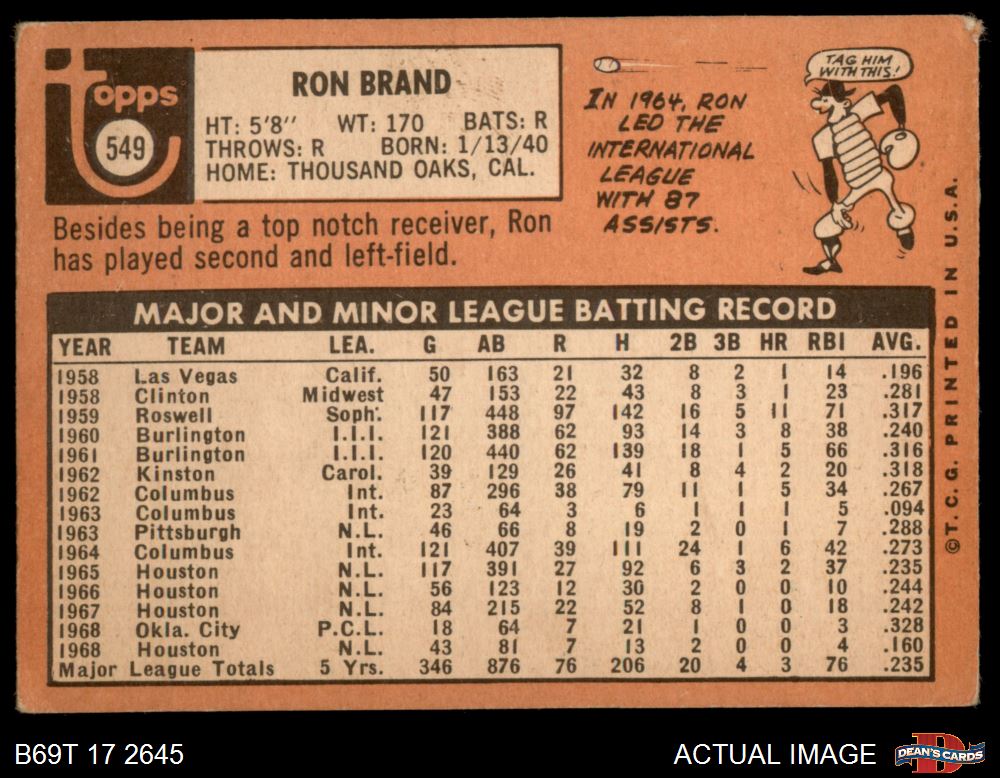 topps
549
RON BRAND
HT: 5'8" WT: 170 BATS: R
THROWS: R BORN: 1/13/40
HOME: THOUSAND OAKS, CAL.
IN 1964, RON
LED THE
INTERNATIONAL
LEAGUE
WITH 87
ASSISTS.
TAG HIM
WITH THIS!
Besides being a top notch receiver, Ron
has played second and left-field.
MAJOR AND MINOR LEAGUE BATTING RECORD
YEAR TEAM LEA. G AB R H 2B 3B HR RBI AVG.
1958 Las Vegas Calif. 50 163 21 32 8 2 1 14 .196
1958 Clinton Midwest 47 153 22 43 8 3 1 23 .281
1959 Roswell Soph. 117 448 97 142 16 5 11 71 .317
1960 Burlington I.I.I. 121 388 62 93 14 3 8 38 .240
1961 Burlington I.I.I. 120 440 62 139 18 1 5 66 .316
1962 Kinston Carol. 39 129 26 41 8 4 2 20 .318
1962 Columbus Int. 87 296 38 79 11 1 5 34 .267
1963 Columbus Int. 23 64 3 6 1 1 1 5 .094
1963 Pittsburgh N.L. 46 66 8 19 2 0 1 7 .288
1964 Columbus Int. 121 407 39 111 24 1 6 42 .273
1965 Houston N.L. 117 391 27 92 6 3 2 37 .235
1966 Houston N.L. 56 123 12 30 2 0 0 10 .244
1967 Houston N.L. 84 215 22 52 8 1 0 18 .242
1968 Okla. City P.C.L. 18 64 7 21 1 0 0 3 .328
1968 Houston N.L. 43 81 7 13 2 0 0 4 .160
Major League Totals 5 Yrs. 346 876 76 206 20 4 3 76 .235
©T.C.G. PRINTED IN U.S.A.
B69T 17 2645
ACTUAL IMAGE
DEAN'S CARDS